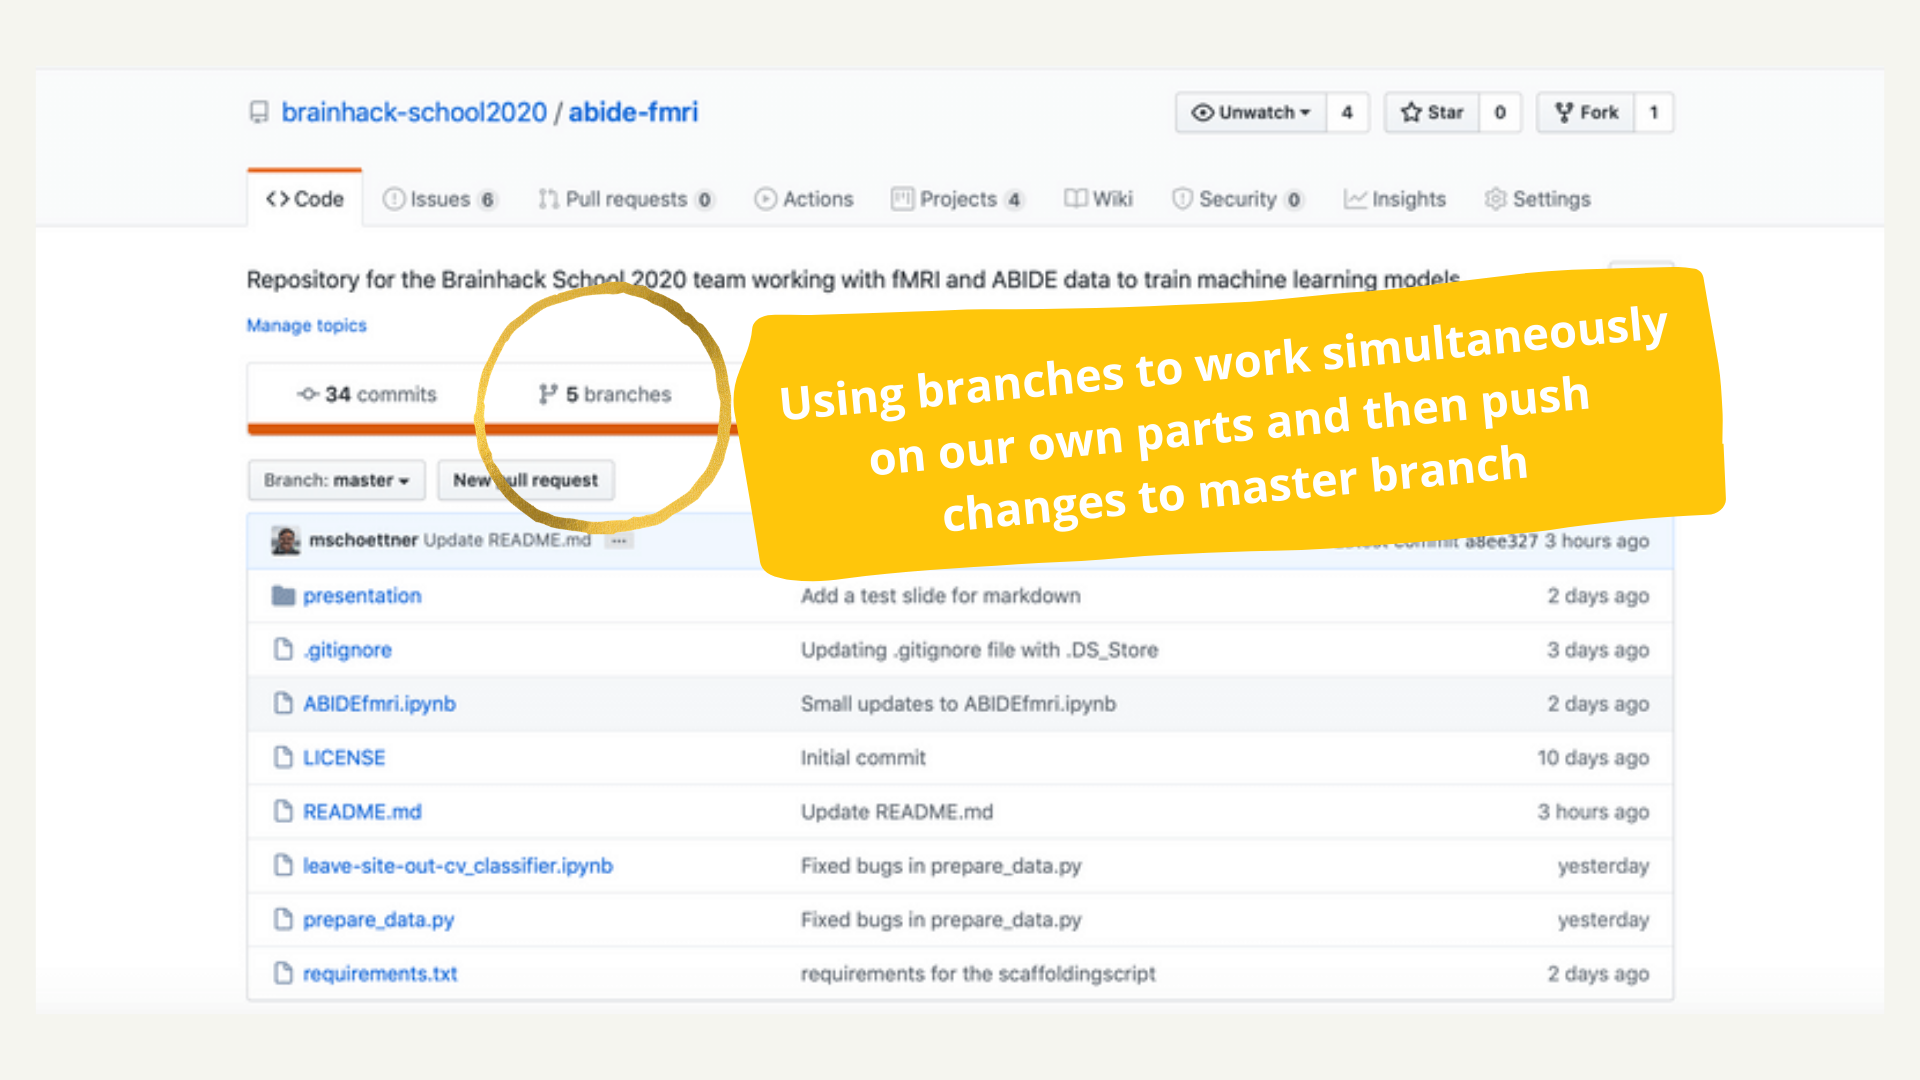 brainhack-school2020 / abide-fmri
Unwatch 4 Star 0 Fork 1
Code Issues 6 Pull requests 0 Actions Projects 4 Wiki Security 0 Insights Settings
Repository for the Brainhack School 2020 team working with fMRI and ABIDE data to train machine learning models
Manage topics
34 commits 5 branches
Using branches to work simultaneously
on our own parts and then push
changes to master branch
Branch: master New pull request
mschoettner Update README.md ... commit a8ee327 3 hours ago
presentation Add a test slide for markdown 2 days ago
.gitignore Updating .gitignore file with .DS_Store 3 days ago
ABIDEfmri.ipynb Small updates to ABIDEfmri.ipynb 2 days ago
LICENSE Initial commit 10 days ago
README.md Update README.md 3 hours ago
leave-site-out-cv_classifier.ipynb Fixed bugs in prepare_data.py yesterday
prepare_data.py Fixed bugs in prepare_data.py yesterday
requirements.txt requirements for the scaffoldingscript 2 days ago